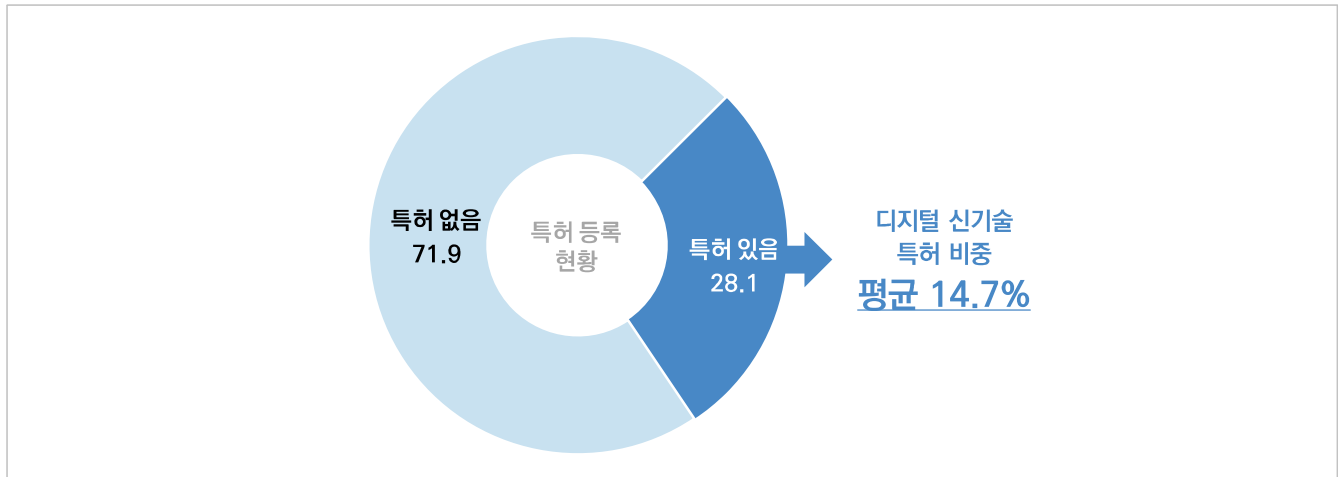 특허 없음
71.9
특허 등록
현황
특허 있음
28.1
디지털 신기술
특허 비중
평균 14.7%